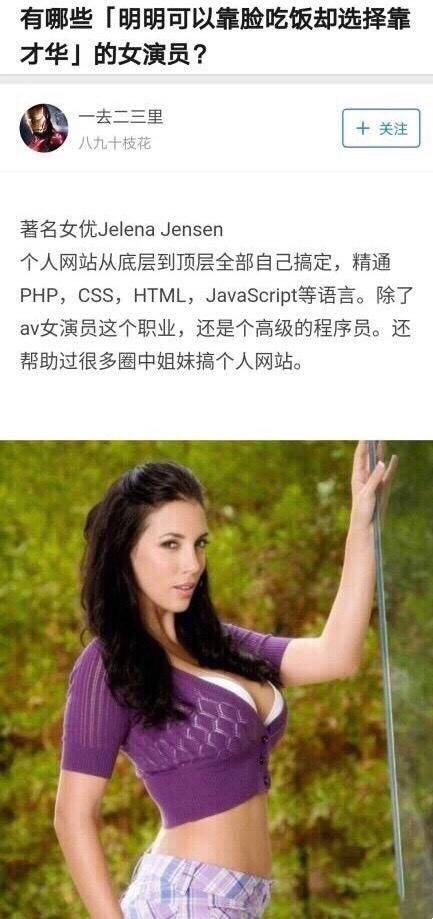 有哪些「明明可以靠脸吃饭却选择靠
才华」的女演员？
一去二三里
八九十枝花
+ 关注
著名女优Jelena Jensen
个人网站从底层到顶层全部自己搞定，精通
PHP，CSS，HTML，JavaScript等语言。除了
av女演员这个职业，还是个高级的程序员。还
帮助过很多圈中姐妹搞个人网站。